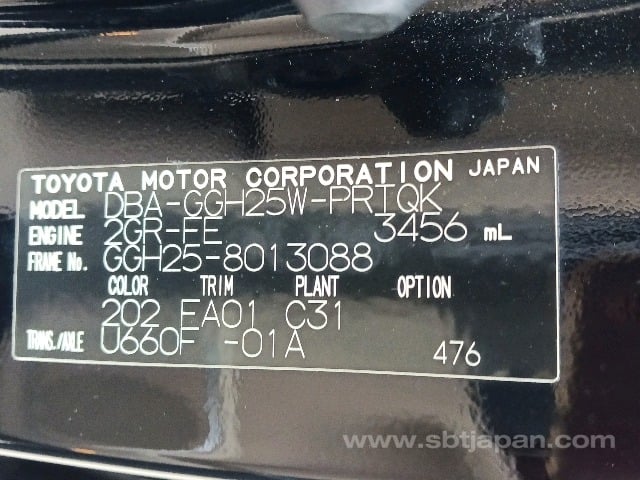 TOYOTA MOTOR CORPORATION JAPAN
MODEL DBA-GGH25W-PRTQK
ENGINE 2GR-FE 3456 mL
FRAME No. GGH25-8013088
COLOR TRIM PLANT OPTION
202 FA01 C31
TRANS./AXLE U660F -01A 476
www.sbtjapan.com